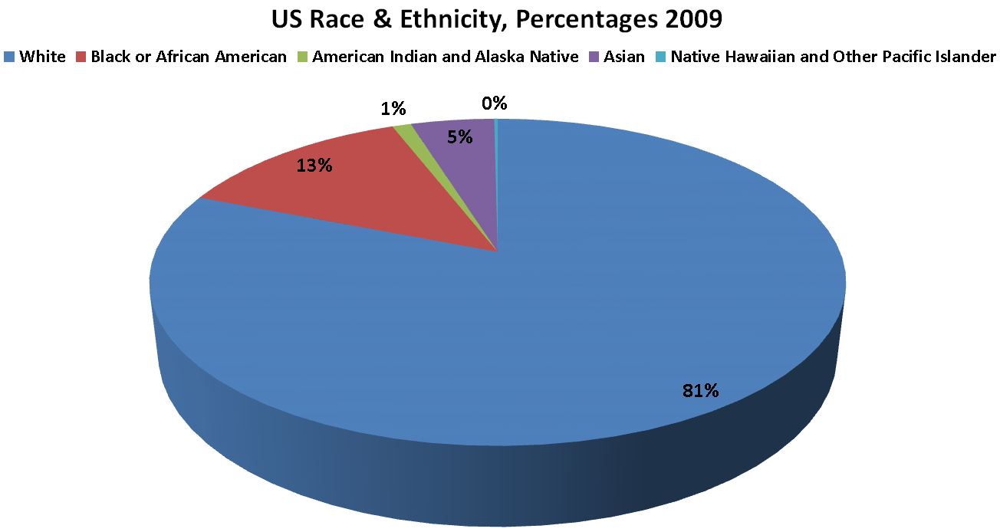 US Race & Ethnicity, Percentages 2009
White Black or African American American Indian and Alaska Native Asian Native Hawaiian and Other Pacific Islander
0%
1%
5%
13%
81%